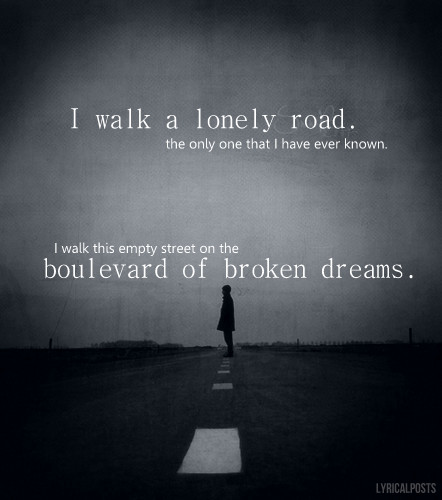 I walk a lonely road.
the only one that I have ever known.
I walk this empty street on the
boulevard of broken dreams.
LYRICALPOSTS